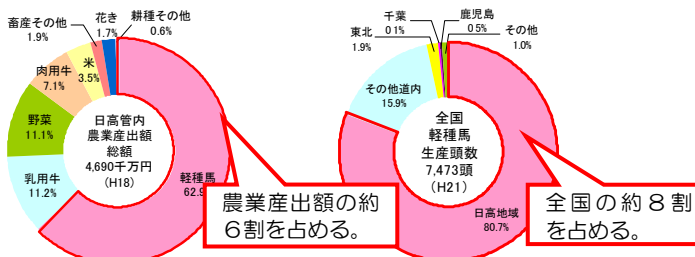 畜産その他
1.9%
花き
1.7%
耕種その他
0.6%
米
3.5%
肉用牛
7.1%
野菜
11.1%
乳用牛
11.2%
日高管内
農業産出額
総額
4,690千万円
(H18)
軽種馬
62.9
農業産出額の約
6割を占める。
千葉
0.1%
鹿児島
0.5%
東北
1.9%
その他
1.0%
その他道内
15.9%
全国
軽種馬
生産頭数
7,473頭
(H21)
日高地域
80.7%
全国の約８割
を占める。